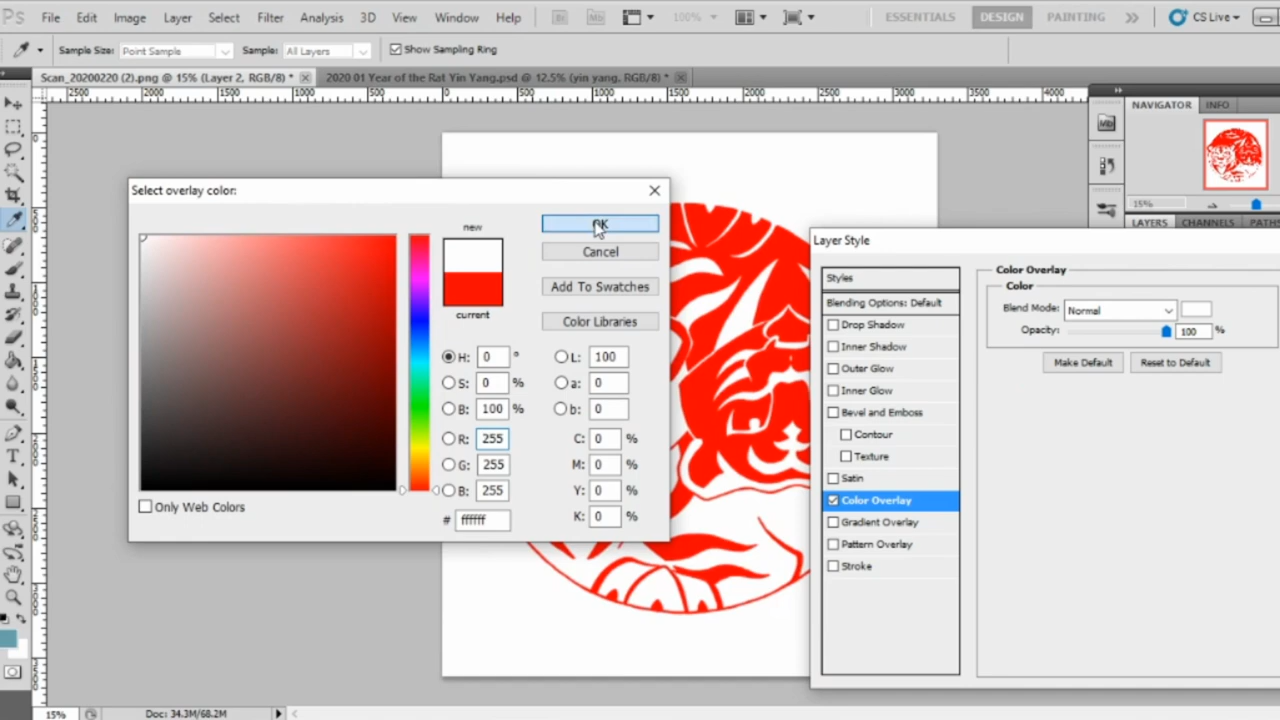 Ps File Edit Image Layer Select Filter Analysis 3D View Window Help Br Mb 100% ESSENTIALS DESIGN PAINTING CS Live
Sample Size: Point Sample Sample: All Layers Show Sampling Ring
Scan_20200220 (2).png @ 15% (Layer 2, RGB/8) * 2020 01 Year of the Rat Yin Yang.psd @ 12.5% (yin yang, RGB/8) *
2500 2000 1500 1000 500 0 500 1000 1500 2000 2500 3000 3500 4000
NAVIGATOR INFO
Mb
15%
LAYERS CHANNELS PATHS
Select overlay color:
new
OK
Cancel
Add To Swatches
current
Color Libraries
H: 0 ° L: 100
S: 0 % a: 0
B: 100 % b: 0
R: 255 C: 0 %
G: 255 M: 0 %
B: 255 Y: 0 %
Only Web Colors
# ffffff K: 0 %
Layer Style
Styles
Blending Options: Default
Drop Shadow
Inner Shadow
Outer Glow
Inner Glow
Bevel and Emboss
Contour
Texture
Satin
Color Overlay
Gradient Overlay
Pattern Overlay
Stroke
Color Overlay
Color
Blend Mode: Normal
Opacity: 100 %
Make Default Reset to Default
15% Doc: 34.3M/68.2M